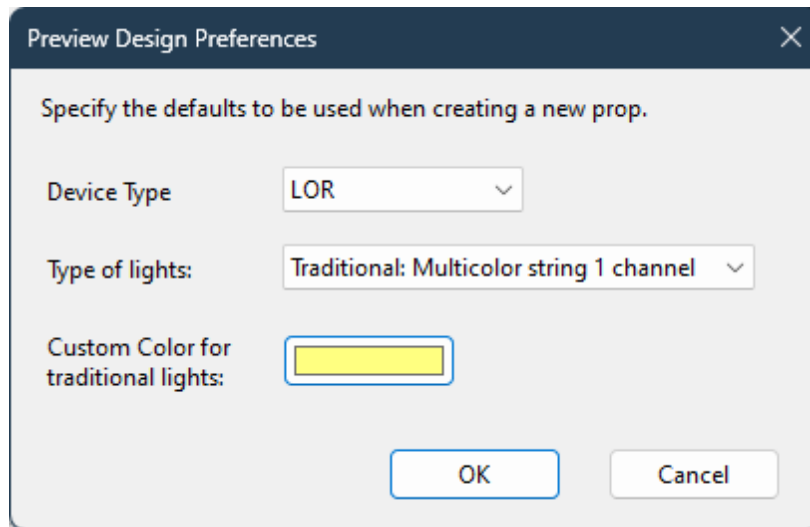 Preview Design Preferences
Specify the defaults to be used when creating a new prop.
Device Type
LOR
Type of lights:
Traditional: Multicolor string 1 channel
Custom Color for
traditional lights:
OK
Cancel